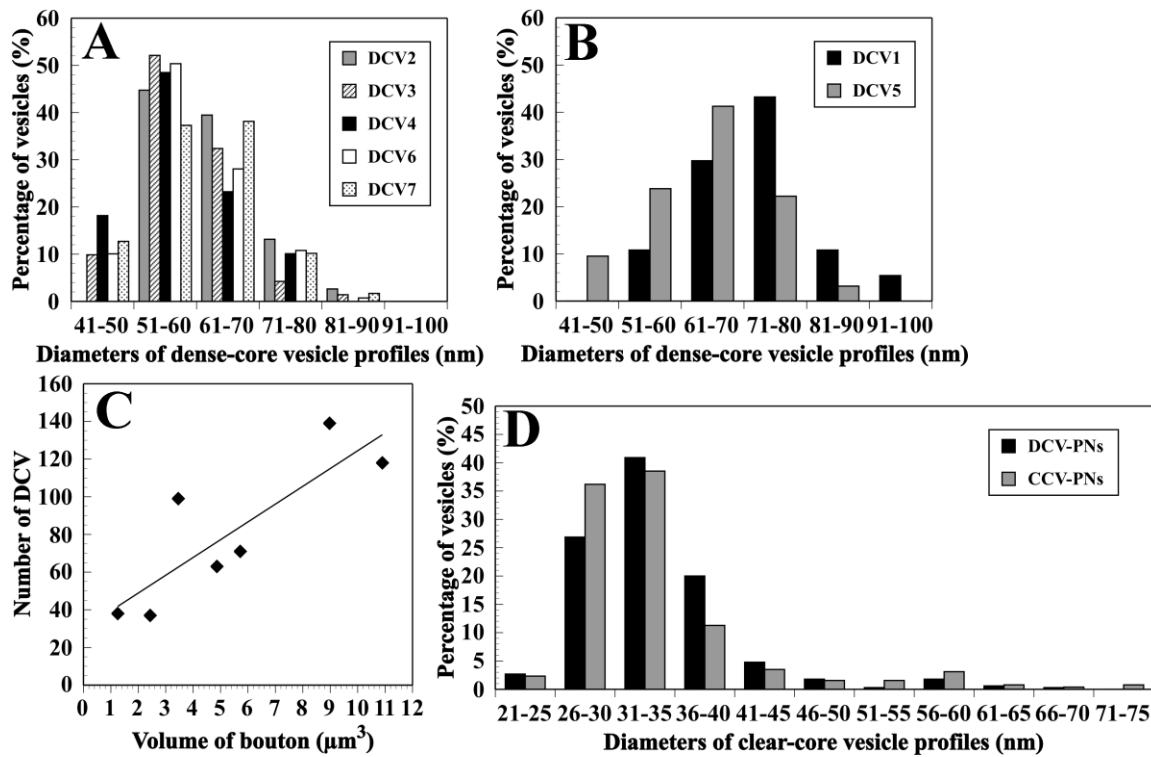 A
Percentage of vesicles (%)
60
50
40
30
20
10
0
DCV2
DCV3
DCV4
DCV6
DCV7
41-50 51-60 61-70 71-80 81-90 91-100
Diameters of dense-core vesicle profiles (nm)
B
Percentage of vesicles (%)
60
50
40
30
20
10
0
DCV1
DCV5
41-50 51-60 61-70 71-80 81-90 91-100
Diameters of dense-core vesicle profiles (nm)
C
Number of DCV
160
140
120
100
80
60
40
20
0
0 1 2 3 4 5 6 7 8 9 10 11 12
Volume of bouton (µm³)
D
Percentage of vesicles (%)
50
45
40
35
30
25
20
15
10
5
0
DCV-PNs
CCV-PNs
21-25 26-30 31-35 36-40 41-45 46-50 51-55 56-60 61-65 66-70 71-75
Diameters of clear-core vesicle profiles (nm)